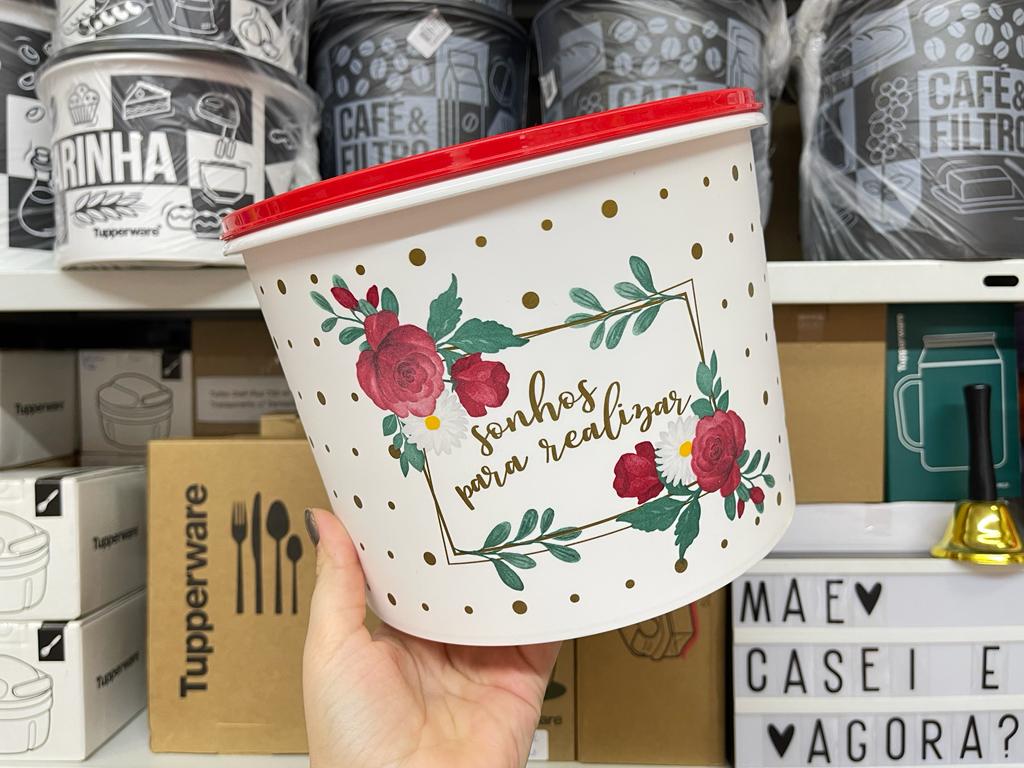 CAFÉ&
FILTRO
CAFÉ&
FILTRO
RINHA
Tupperware
sonhos
para realizar
Tupperware
Tupperware
Tupperware
Tupperware
Tupperware
MAE♥
CASEI E
♥AGORA?